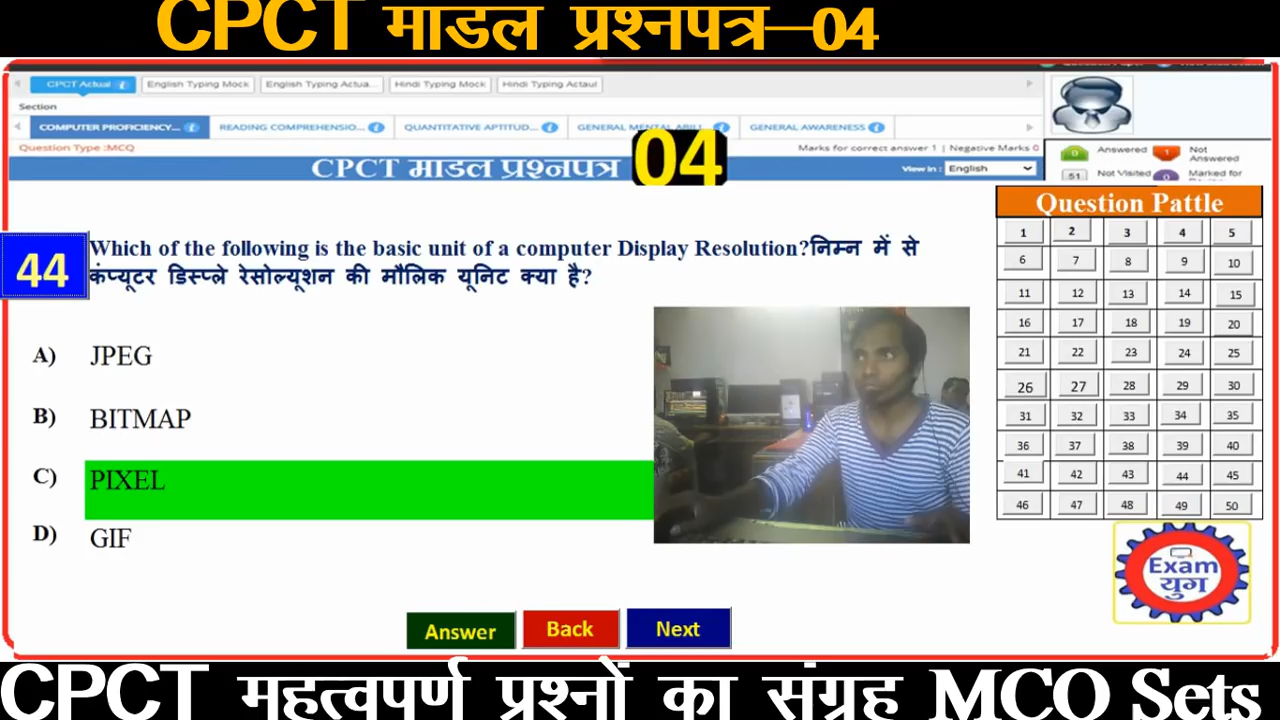 CPCT माडल प्रश्नपत्र—04
CPCT Actual English Typing Mock English Typing Actua... Hindi Typing Mock Hindi Typing Actaul
Section
COMPUTER PROFICIENCY... READING COMPREHENSIO... QUANTITATIVE APTITUD... GENERAL MENTAL ABILI... GENERAL AWARENESS
Question Type :MCQ Marks for correct answer 1 | Negative Marks 0
CPCT माडल प्रश्नपत्र 04 View in : English
0 Answered 1 Not Answered
51 Not Visited 0 Marked for
Question Pattle
1 2 3 4 5
6 7 8 9 10
11 12 13 14 15
16 17 18 19 20
21 22 23 24 25
26 27 28 29 30
31 32 33 34 35
36 37 38 39 40
41 42 43 44 45
46 47 48 49 50
44 Which of the following is the basic unit of a computer Display Resolution?निम्न में से
कंप्यूटर डिस्प्ले रेसोल्यूशन की मौलिक यूनिट क्या है?
A) JPEG
B) BITMAP
C) PIXEL
D) GIF
Exam
युग
Answer Back Next
CPCT महत्वपर्ण प्रश्नों का संग्रह MCQ Sets